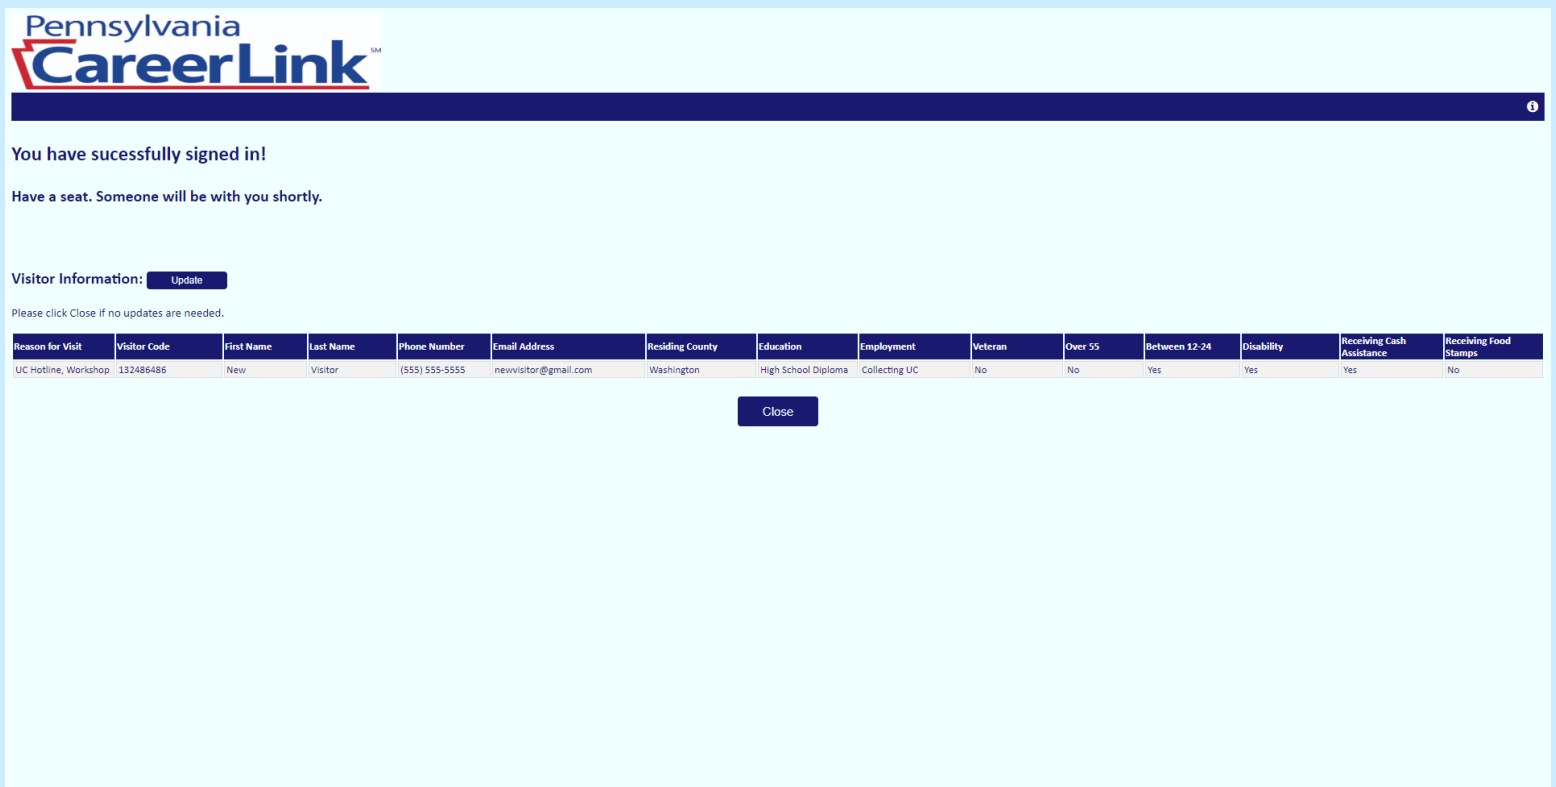 Pennsylvania
CareerLink SM
You have sucessfully signed in!
Have a seat. Someone will be with you shortly.
Visitor Information: Update
Please click Close if no updates are needed.
Reason for Visit Visitor Code First Name Last Name Phone Number Email Address Residing County Education Employment Veteran Over 55 Between 12-24 Disability Receiving Cash Assistance Receiving Food Stamps
UC Hotline, Workshop 132486486 New Visitor (555) 555-5555 newvisitor@gmail.com Washington High School Diploma Collecting UC No No Yes Yes Yes No
Close